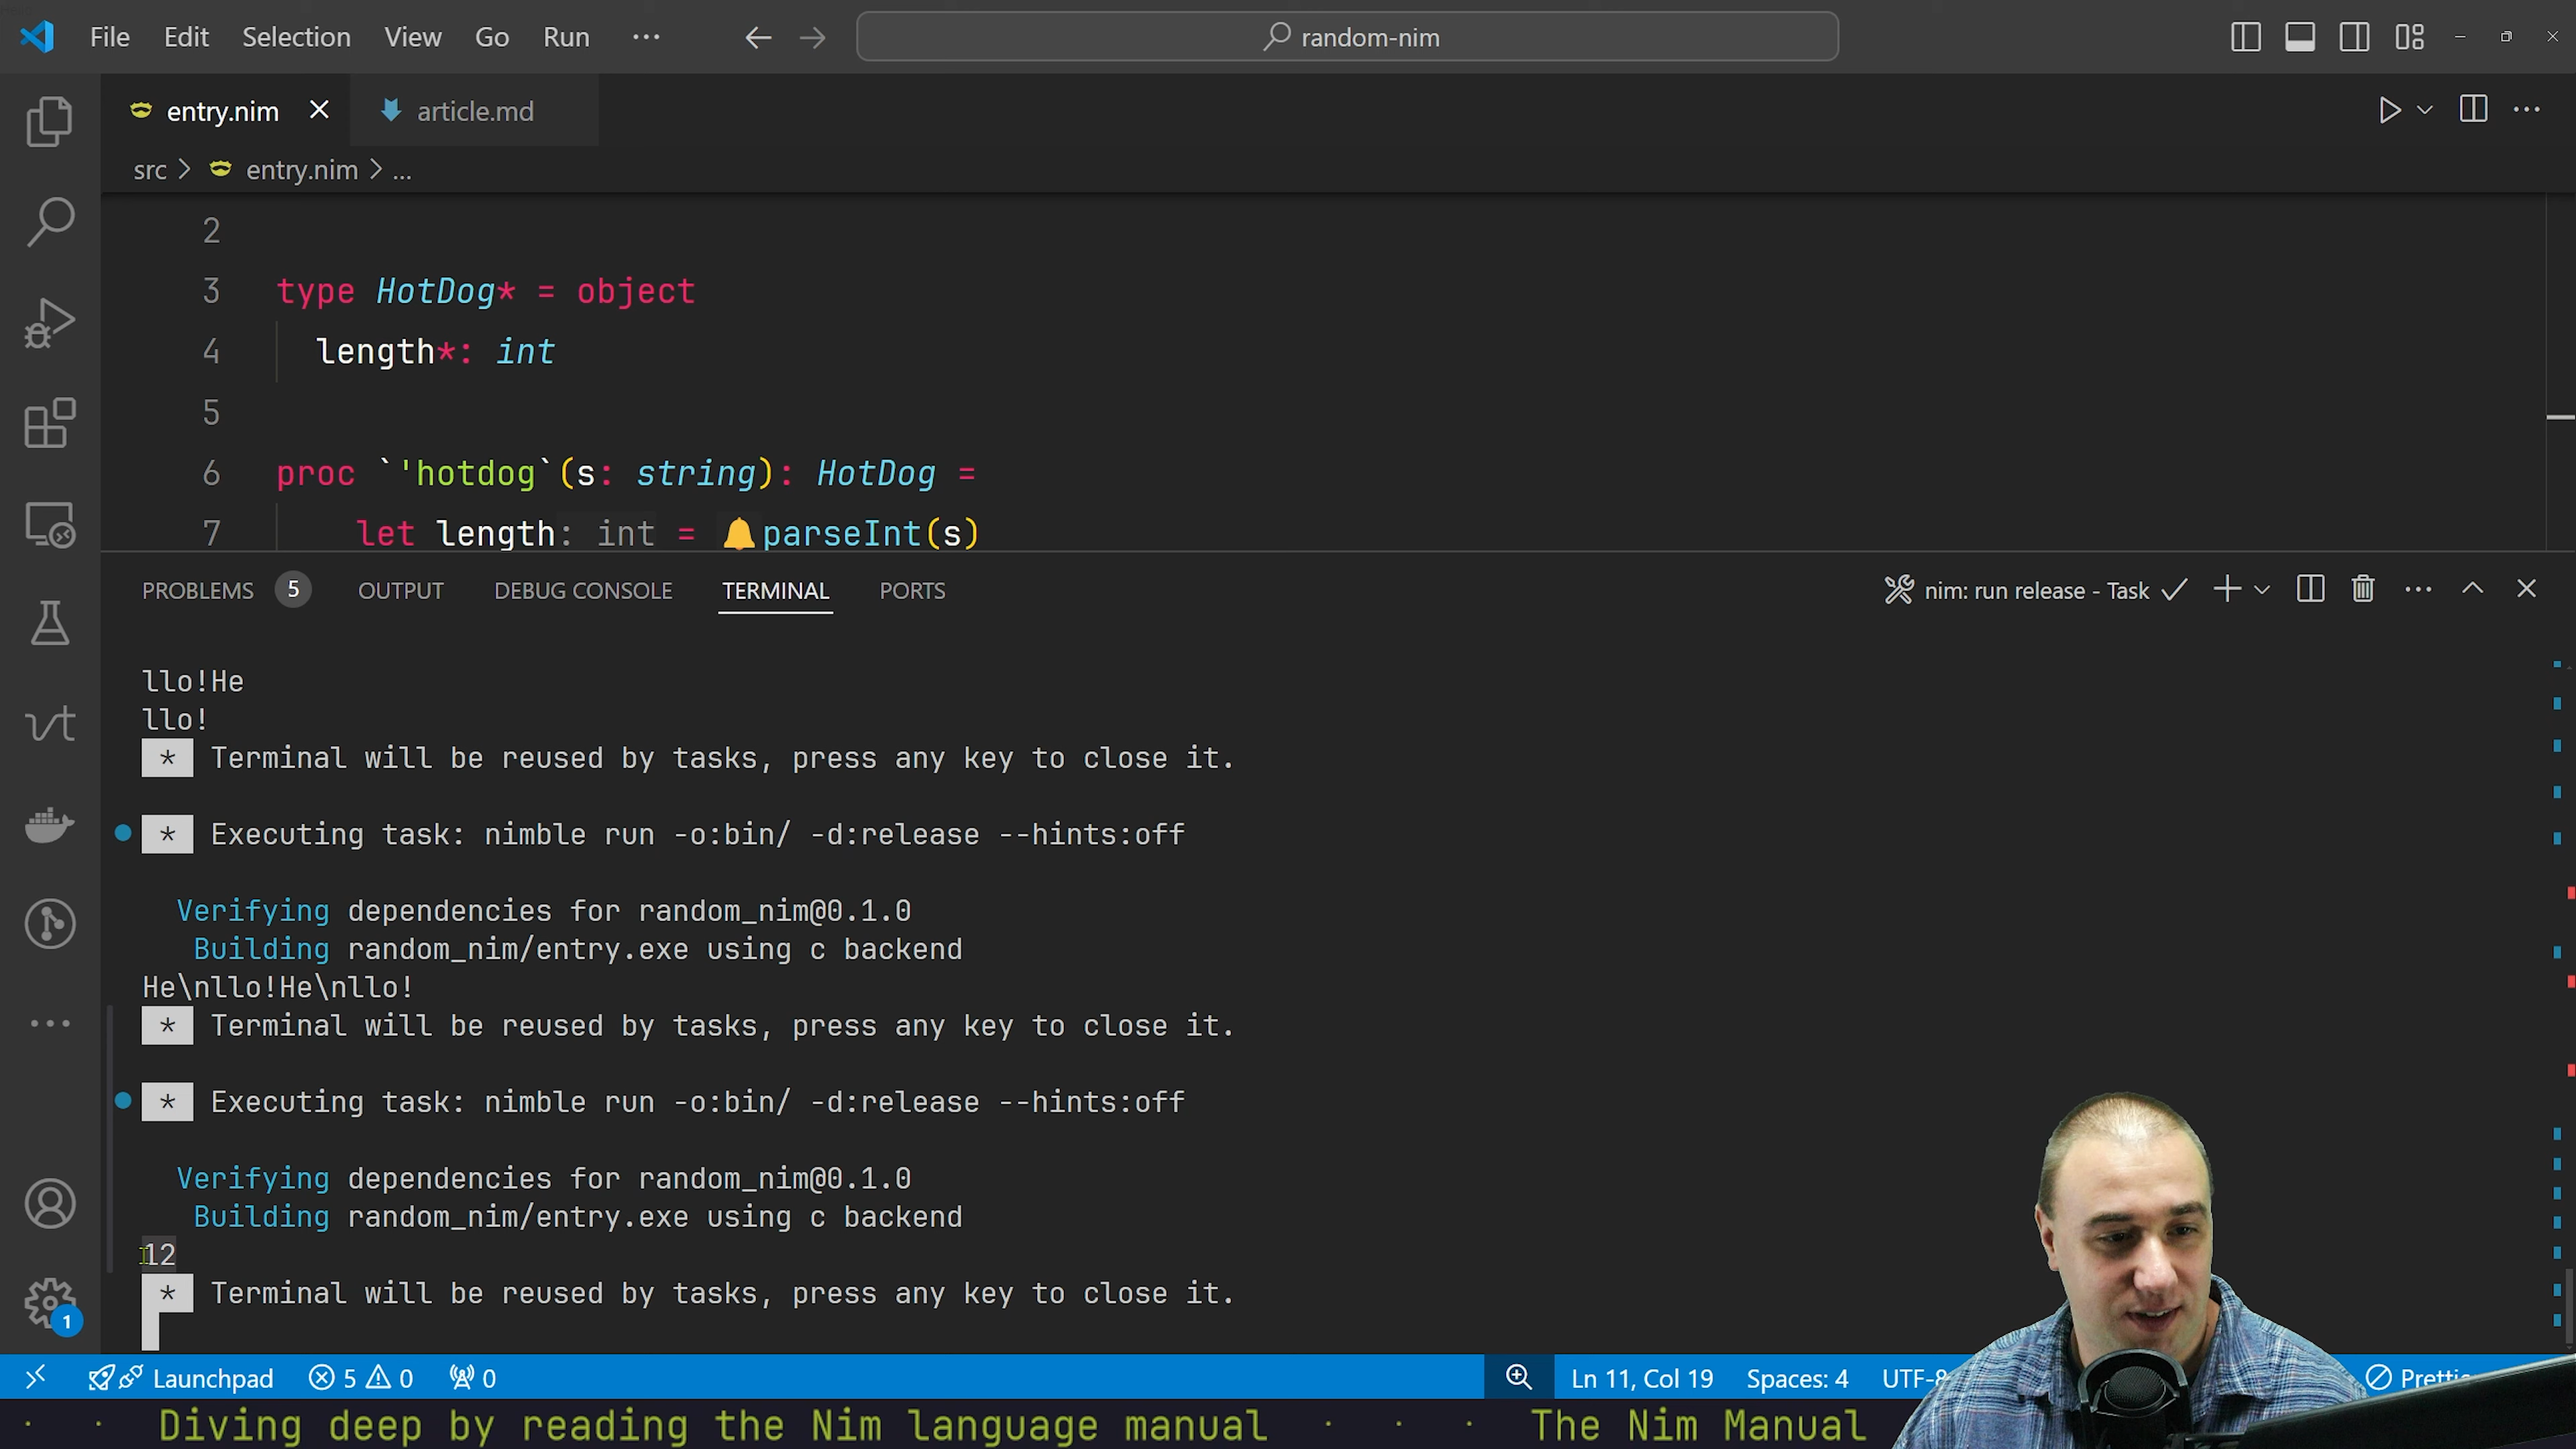 File Edit Selection View Go Run ···
random-nim
entry.nim
article.md
src > entry.nim > ...
2
3 type HotDog* = object
4 length*: int
5
6 proc `'hotdog`(s: string): HotDog =
7 let length: int = parseInt(s)
PROBLEMS 5 OUTPUT DEBUG CONSOLE TERMINAL PORTS
nim: run release - Task
llo!He
llo!
* Terminal will be reused by tasks, press any key to close it.
* Executing task: nimble run -o:bin/ -d:release --hints:off
Verifying dependencies for random_nim@0.1.0
Building random_nim/entry.exe using c backend
He\nllo!He\nllo!
* Terminal will be reused by tasks, press any key to close it.
* Executing task: nimble run -o:bin/ -d:release --hints:off
Verifying dependencies for random_nim@0.1.0
Building random_nim/entry.exe using c backend
12
* Terminal will be reused by tasks, press any key to close it.
1
Launchpad 5 0 0 Ln 11, Col 19 Spaces: 4 UTF-8
· · Diving deep by reading the Nim language manual · · · The Nim Manual